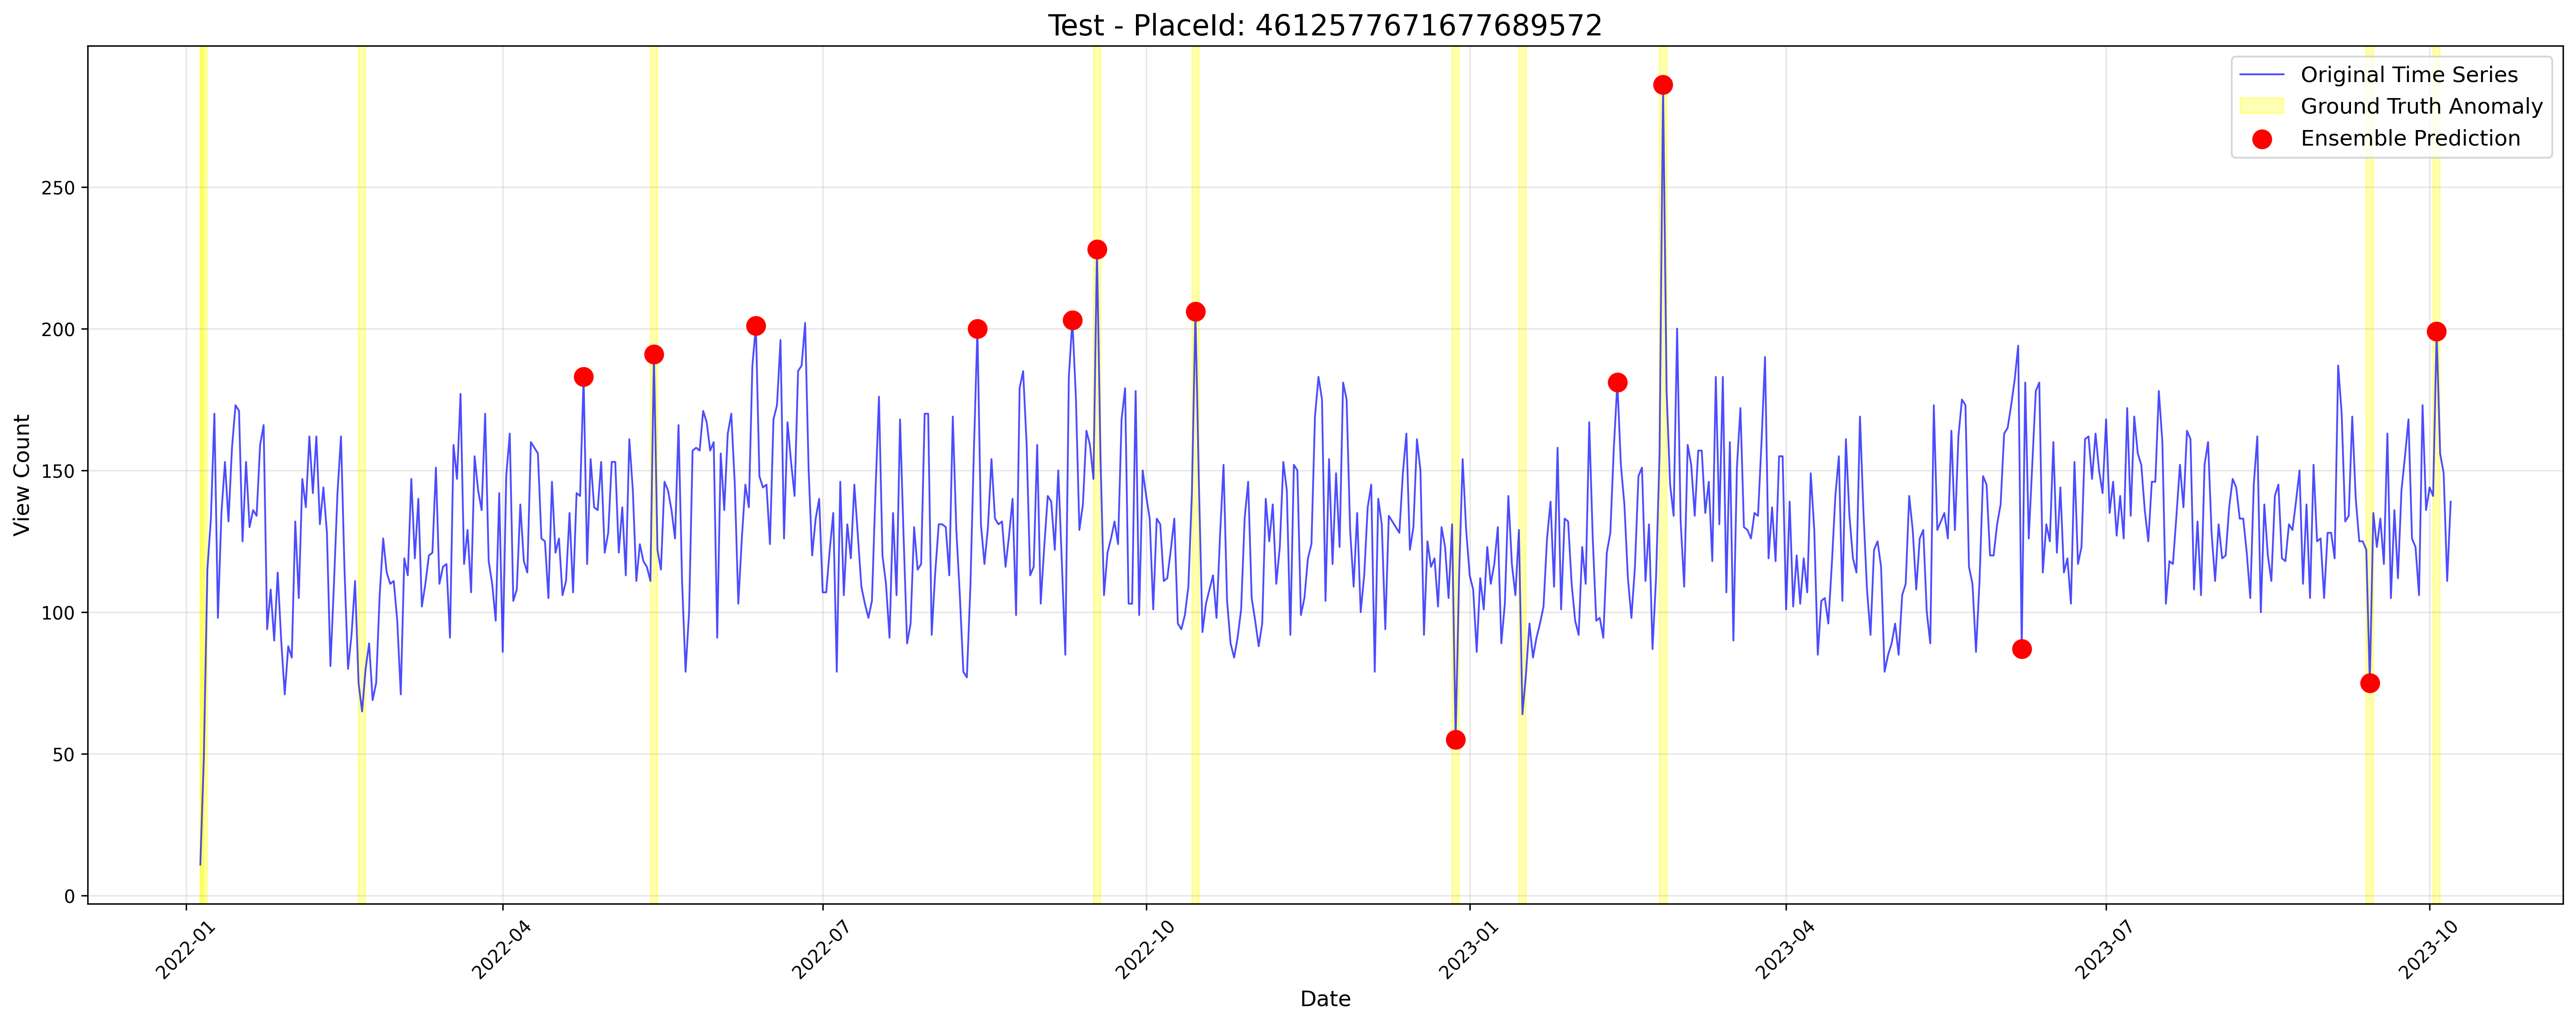 Test - PlaceId: 4612577671677689572
Original Time Series
Ground Truth Anomaly
Ensemble Prediction
View Count
250
200
150
100
50
0
2022-01
2022-04
2022-07
2022-10
2023-01
2023-04
2023-07
2023-10
Date